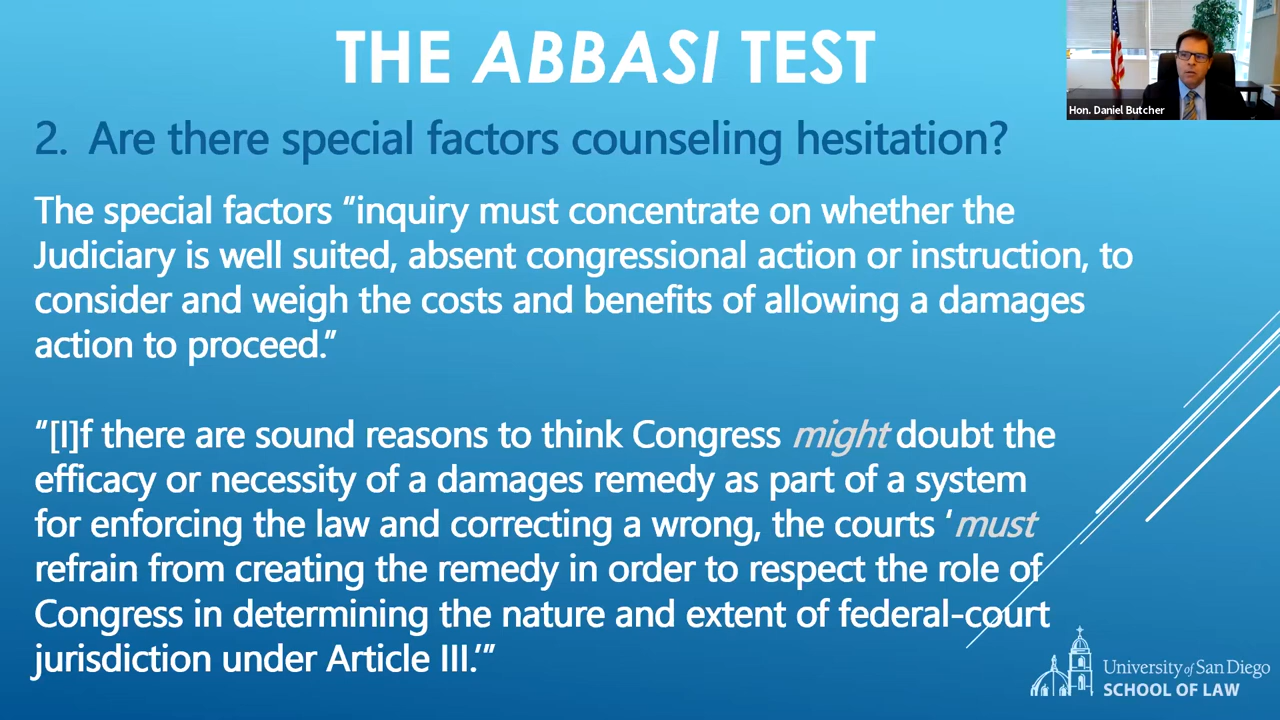 THE ABBASI TEST
Hon. Daniel Butcher
2. Are there special factors counseling hesitation?
The special factors “inquiry must concentrate on whether the
Judiciary is well suited, absent congressional action or instruction, to
consider and weigh the costs and benefits of allowing a damages
action to proceed.”
“[I]f there are sound reasons to think Congress might doubt the
efficacy or necessity of a damages remedy as part of a system
for enforcing the law and correcting a wrong, the courts ‘must
refrain from creating the remedy in order to respect the role of
Congress in determining the nature and extent of federal-court
jurisdiction under Article III.’”
University of San Diego
SCHOOL OF LAW